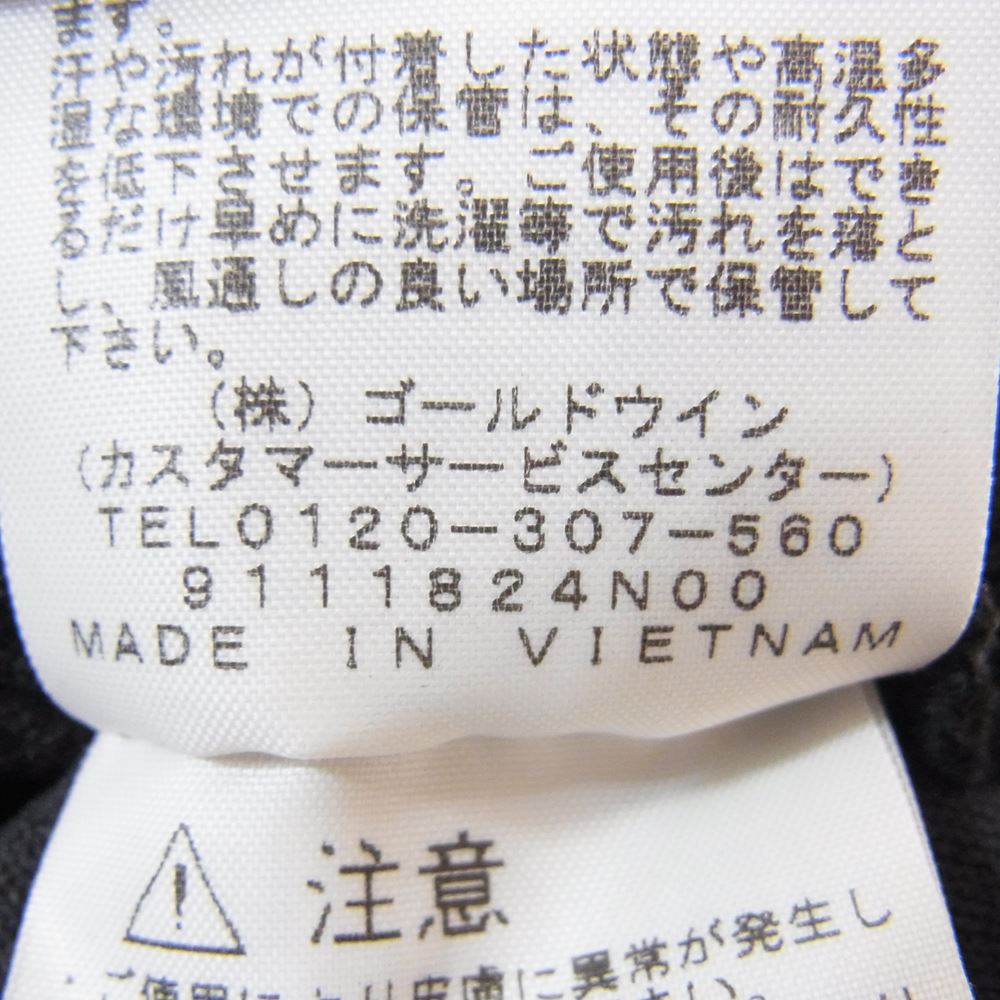 ます。
汗や汚れが付着した状態や高温多
湿な環境での保管は、その耐久性
を低下させます。ご使用後はでき
るだけ早めに洗濯等で汚れを落と
し、風通しの良い場所で保管して
下さい。
(株) ゴールドウイン
(カスタマーサービスセンター)
TEL0120-307-560
9111824N00
MADE IN VIETNAM
注意
・ご使用により皮膚に異常が発生し